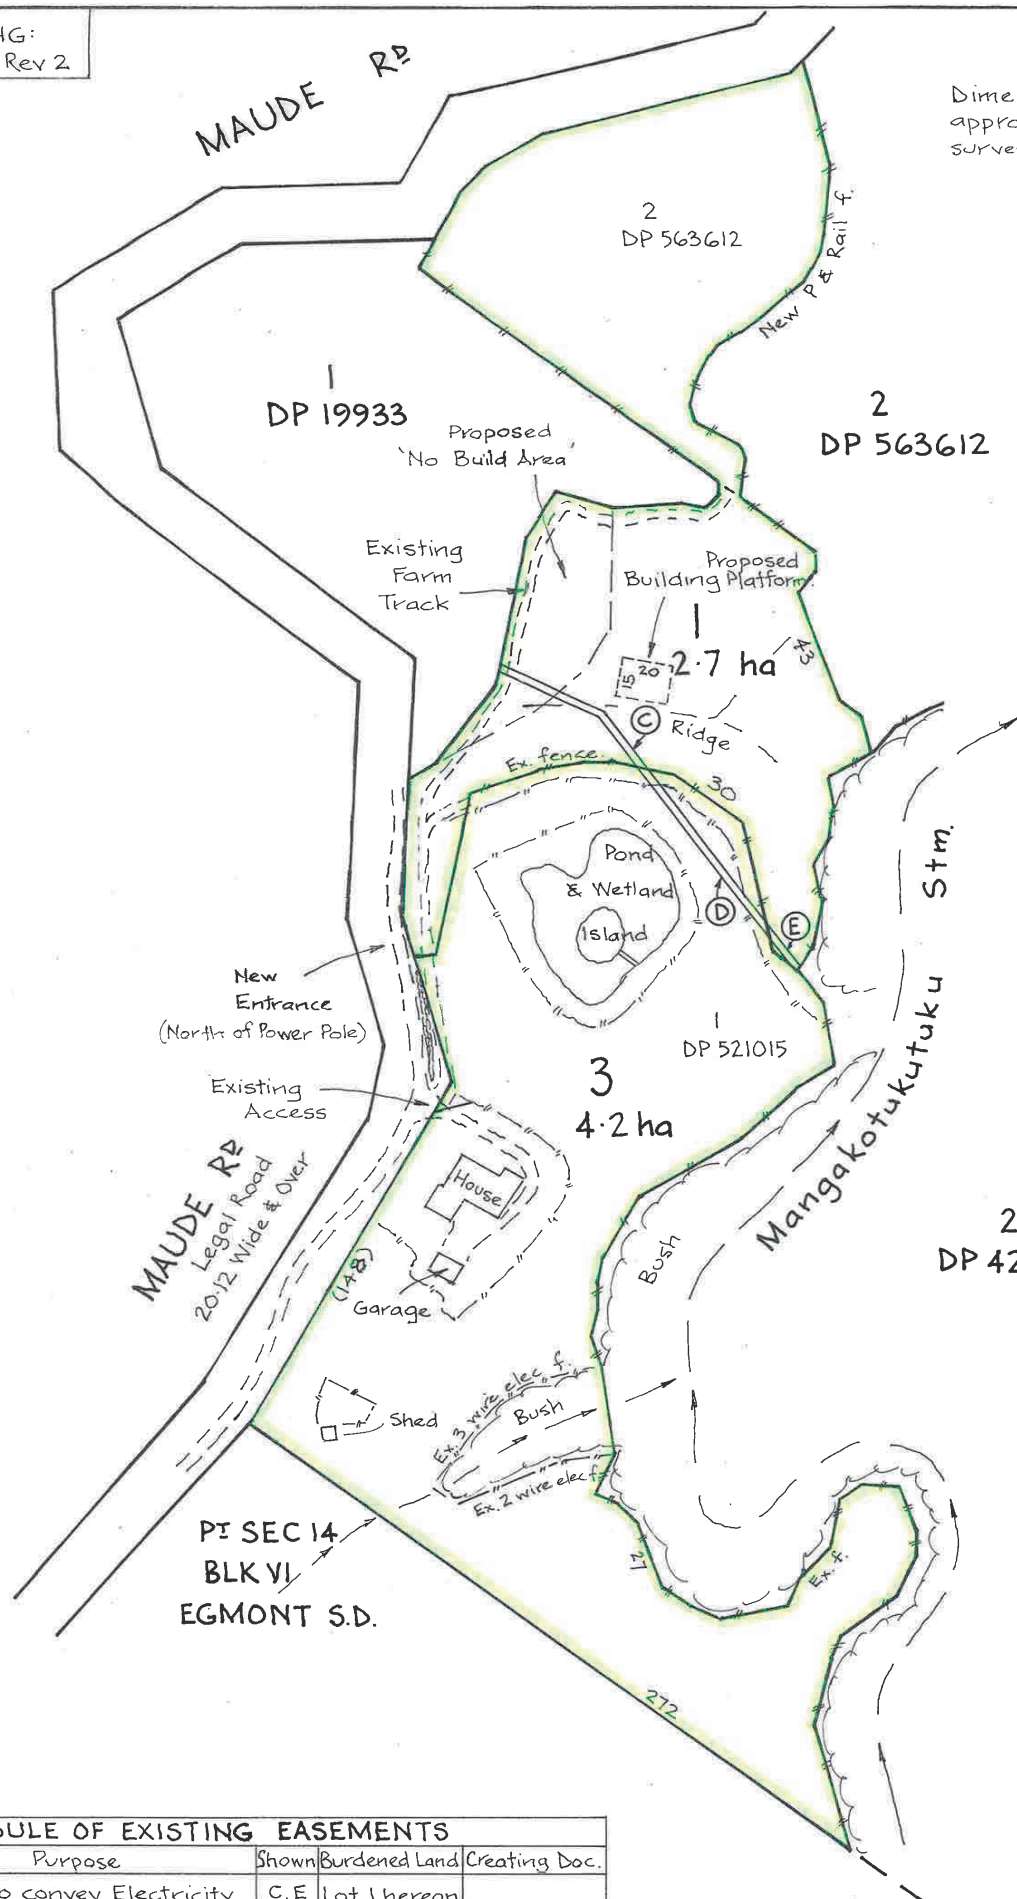 Rev 2
MAUDE RD
2
DP 563612
New P & Rail f.
1
DP 19933
Proposed
'No Build Area'
2
DP 563612
Existing
Farm
Track
Proposed
Building Platform
1
2.7 ha
43
20
15
C
Ridge
Ex. fence
30
Pond
& Wetland
Island
D
E
Stm.
Mangakotukutuku
New
Entrance
(North of Power Pole)
1
DP 521015
3
4.2 ha
Existing
Access
House
MAUDE RD
Legal Road
20.12 Wide & Over
(148)
Garage
Bush
2
DP 42
Shed
Ex. 3 wire elec f.
Bush
Ex. 2 wire elec f
PT SEC 14
BLK VI
EGMONT S.D.
27
Ex. f.
272
OF EXISTING EASEMENTS
Purpose Shown Burdened Land Creating Doc.
convey Electricity C, E Lot 1 hereon